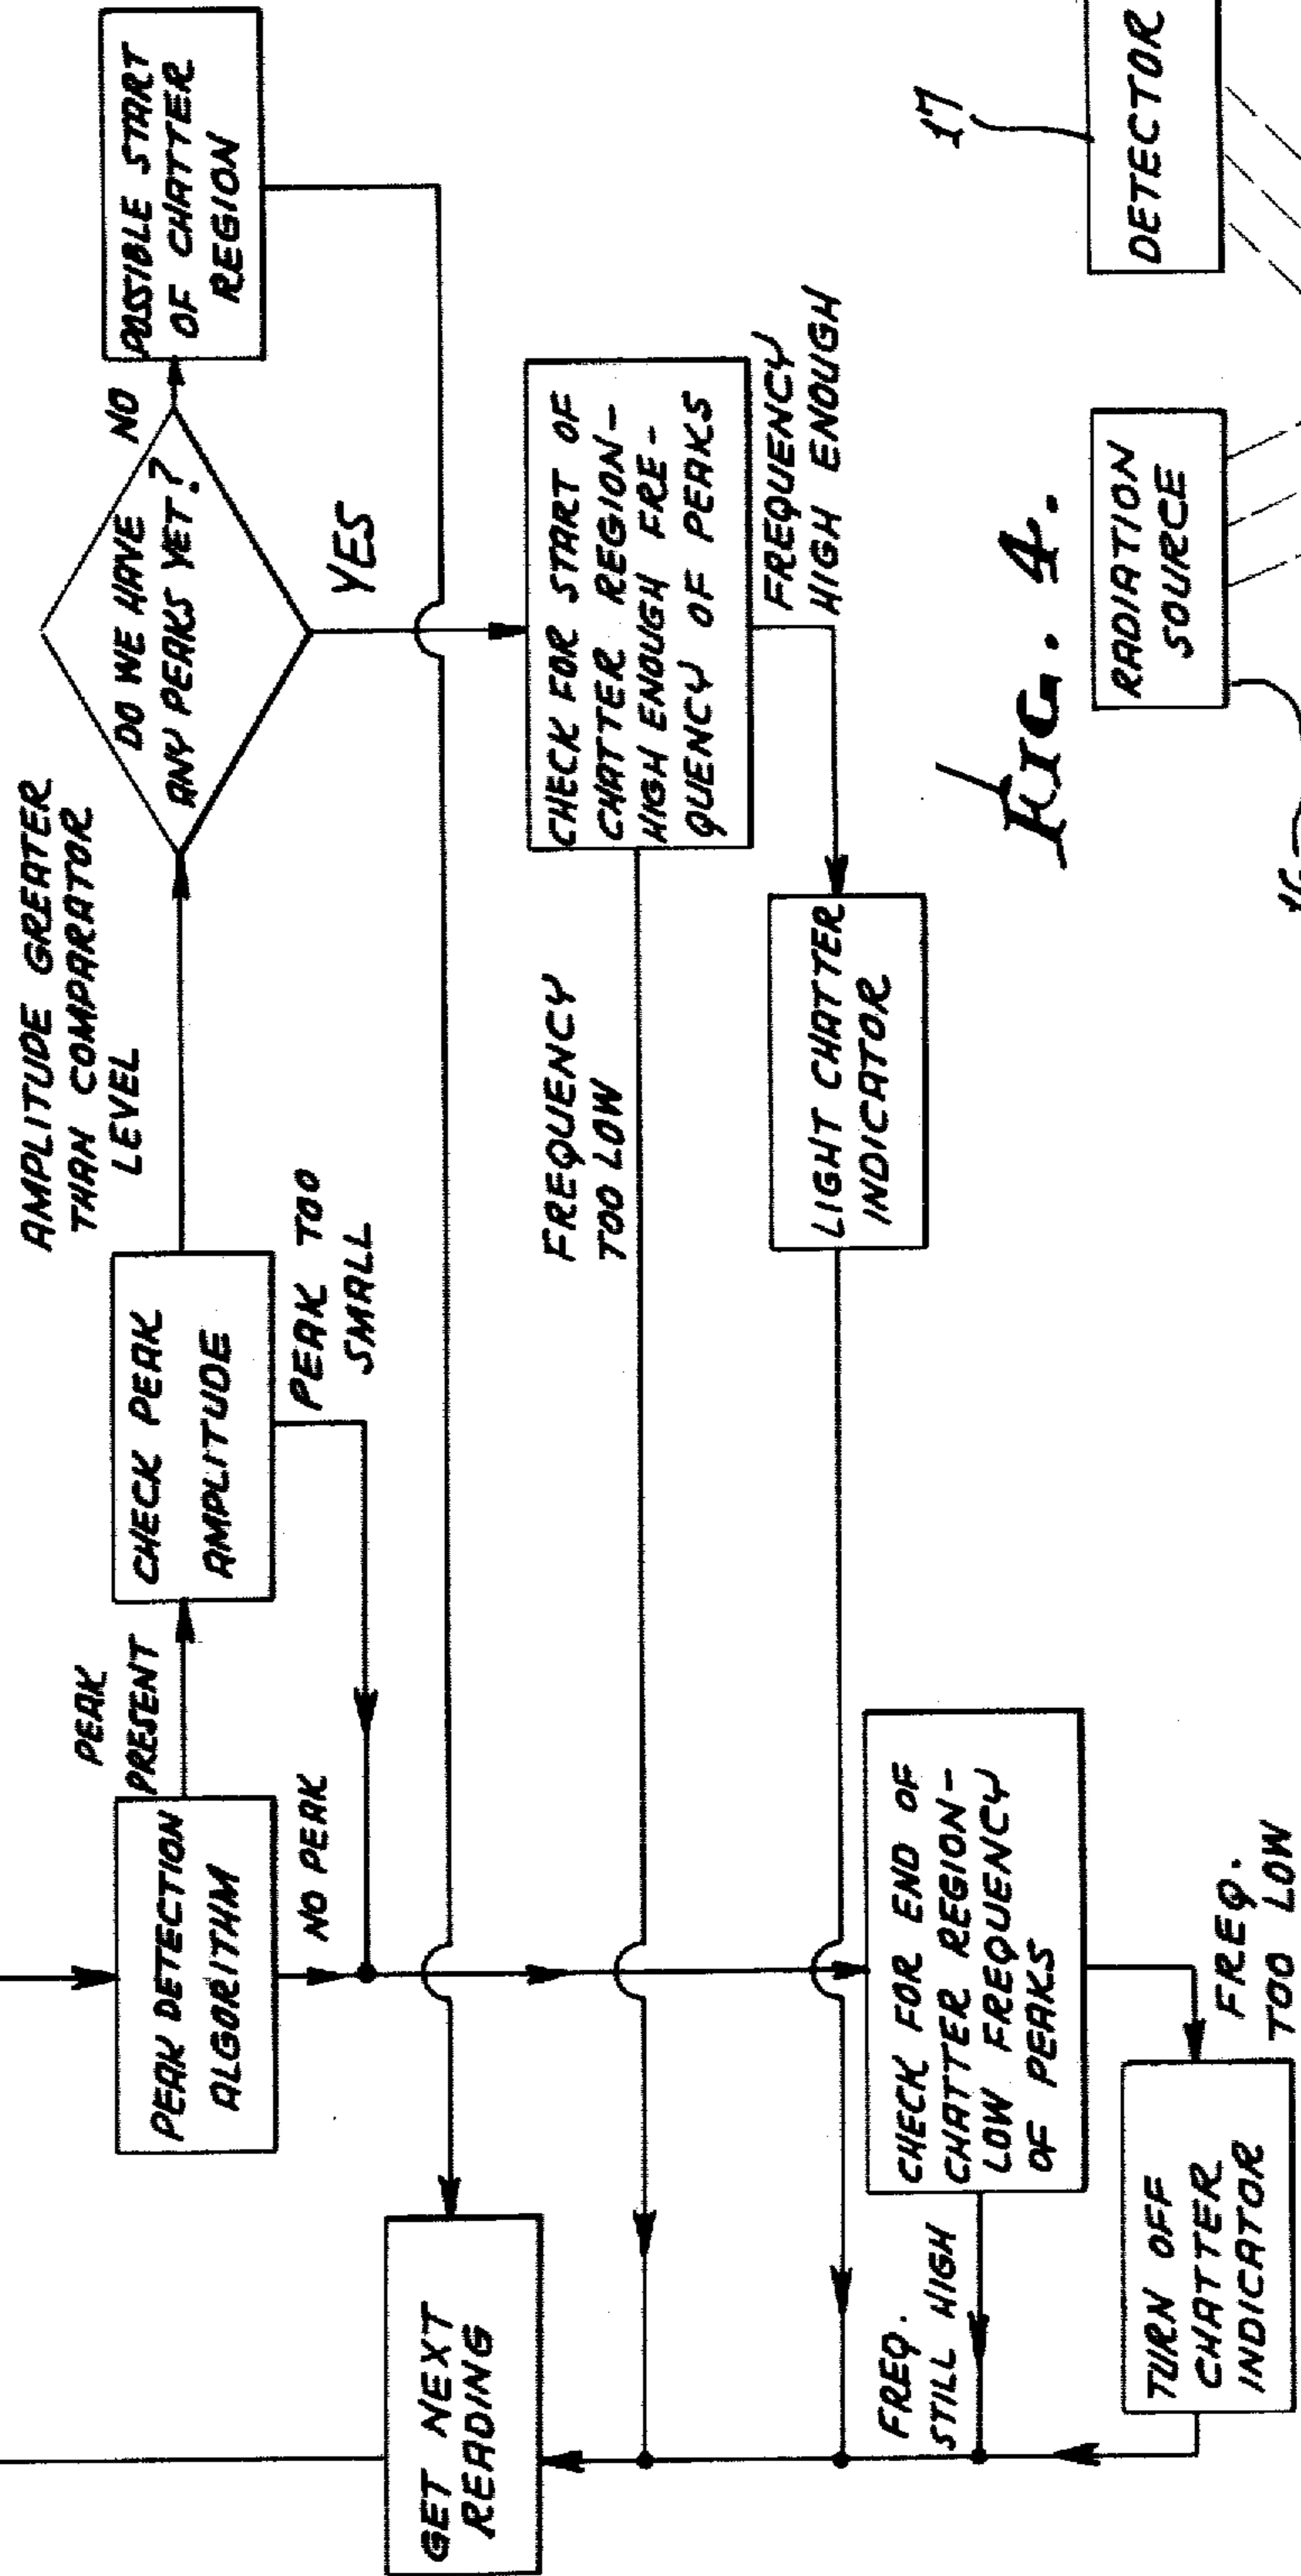 PEAK DETECTION
ALGORITHM
PEAK
PRESENT
CHECK PEAK
AMPLITUDE
AMPLITUDE GREATER
THAN COMPARATOR
LEVEL
DO WE HAVE
ANY PEAKS YET?
NO
POSSIBLE START
OF CHATTER
REGION
NO PEAK
PEAK TOO
SMALL
YES
GET NEXT
READING
FREQUENCY
TOO LOW
CHECK FOR START OF
CHATTER REGION-
HIGH ENOUGH FRE-
QUENCY OF PEAKS
FREQUENCY
HIGH ENOUGH
LIGHT CHATTER
INDICATOR
FREQ.
STILL HIGH
CHECK FOR END OF
CHATTER REGION-
LOW FREQUENCY
OF PEAKS
FREQ.
TOO LOW
TURN OFF
CHATTER
INDICATOR
FIG. 4.
17
RADIATION
SOURCE
DETECTOR
16